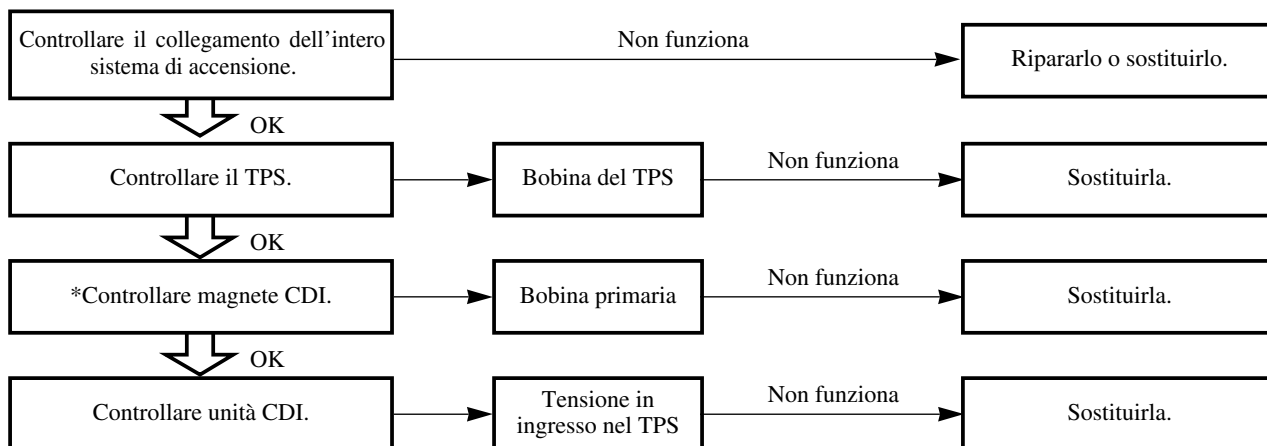 Controllare il collegamento dell'intero
sistema di accensione.
Non funziona
Ripararlo o sostituirlo.
OK
Controllare il TPS.
Bobina del TPS
Non funziona
Sostituirla.
OK
*Controllare magnete CDI.
Bobina primaria
Non funziona
Sostituirla.
OK
Controllare unità CDI.
Tensione in
ingresso nel TPS
Non funziona
Sostituirla.